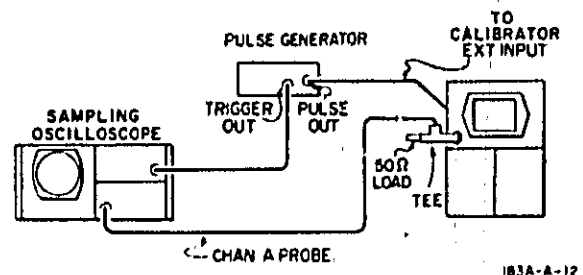 TO
CALIBRATOR
EXT INPUT
PULSE GENERATOR
TRIGGER
OUT
PULSE
OUT
SAMPLING
OSCILLOSCOPE
50Ω
LOAD
TEE
CHAN A PROBE
183A-A-12